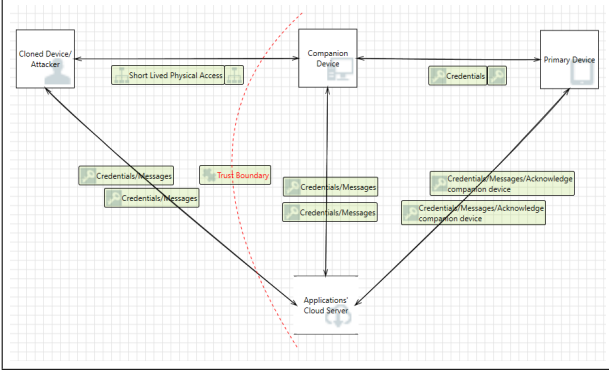 Cloned Device/
Attacker
Companion
Device
Primary Device
Short Lived Physical Access
Credentials
Credentials/Messages
Credentials/Messages
Trust Boundary
Credentials/Messages
Credentials/Messages
Credentials/Messages/Acknowledge
companion device
Credentials/Messages/Acknowledge
companion device
Applications'
Cloud Server